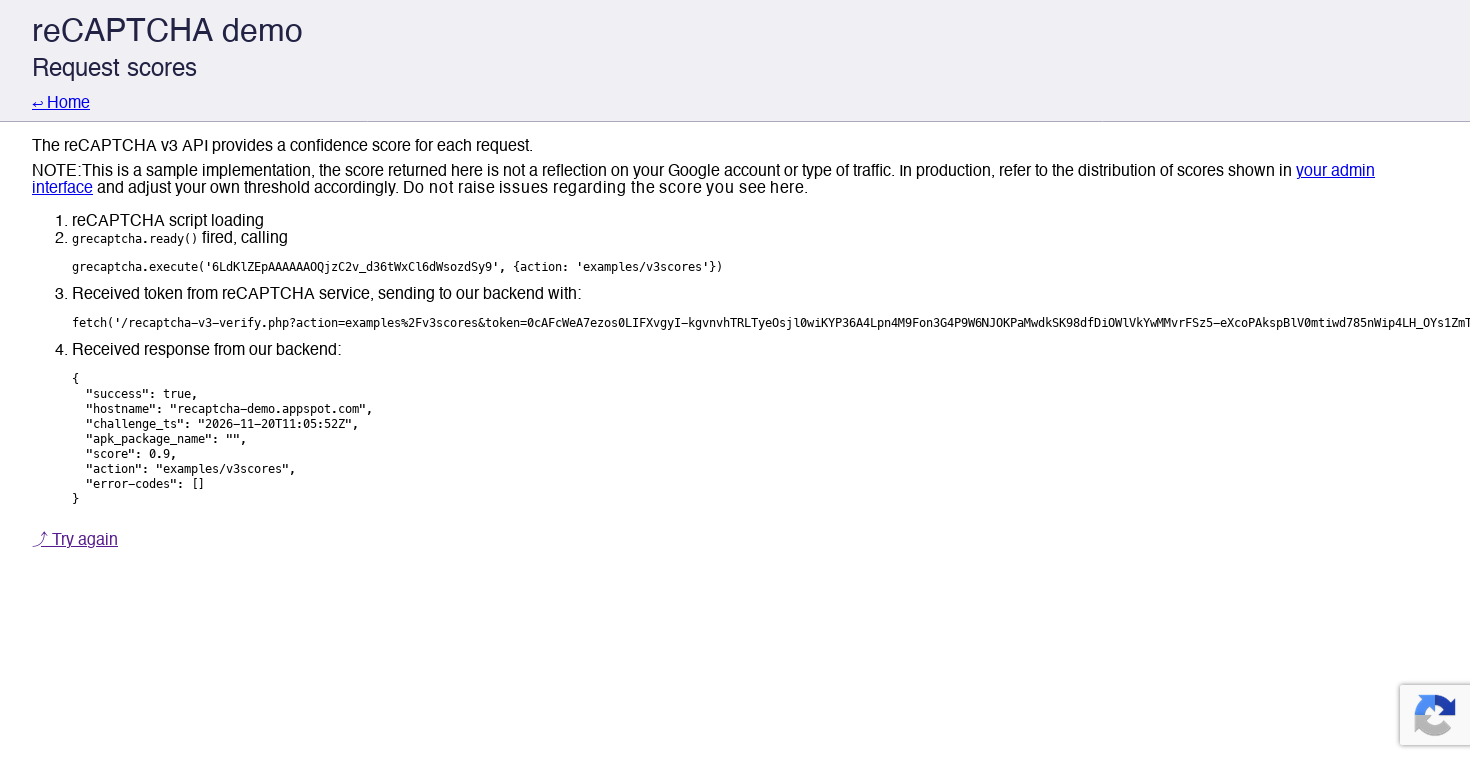 reCAPTCHA demo
Request scores
↩ Home
The reCAPTCHA v3 API provides a confidence score for each request.
NOTE:This is a sample implementation, the score returned here is not a reflection on your Google account or type of traffic. In production, refer to the distribution of scores shown in your admin
interface and adjust your own threshold accordingly. Do not raise issues regarding the score you see here.
1. reCAPTCHA script loading
2. grecaptcha.ready() fired, calling
grecaptcha.execute('6LdKlZEpAAAAAAOQjzC2v_d36tWxCl6dWsozdSy9', {action: 'examples/v3scores'})
3. Received token from reCAPTCHA service, sending to our backend with:
fetch('/recaptcha-v3-verify.php?action=examples%2Fv3scores&token=0cAFcWeA7ezos0LIFXvgyI-kgvnvhTRLTyeOsjl0wiKYP36A4Lpn4M9Fon3G4P9W6NJOKPaMwdkSK98dfDiOWlVkYwMMvrFSz5-eXcoPAkspBlV0mtiwd785nWip4LH_OYs1ZmT
4. Received response from our backend:
{
"success": true,
"hostname": "recaptcha-demo.appspot.com",
"challenge_ts": "2026-11-20T11:05:52Z",
"apk_package_name": "",
"score": 0.9,
"action": "examples/v3scores",
"error-codes": []
}
⤴ Try again